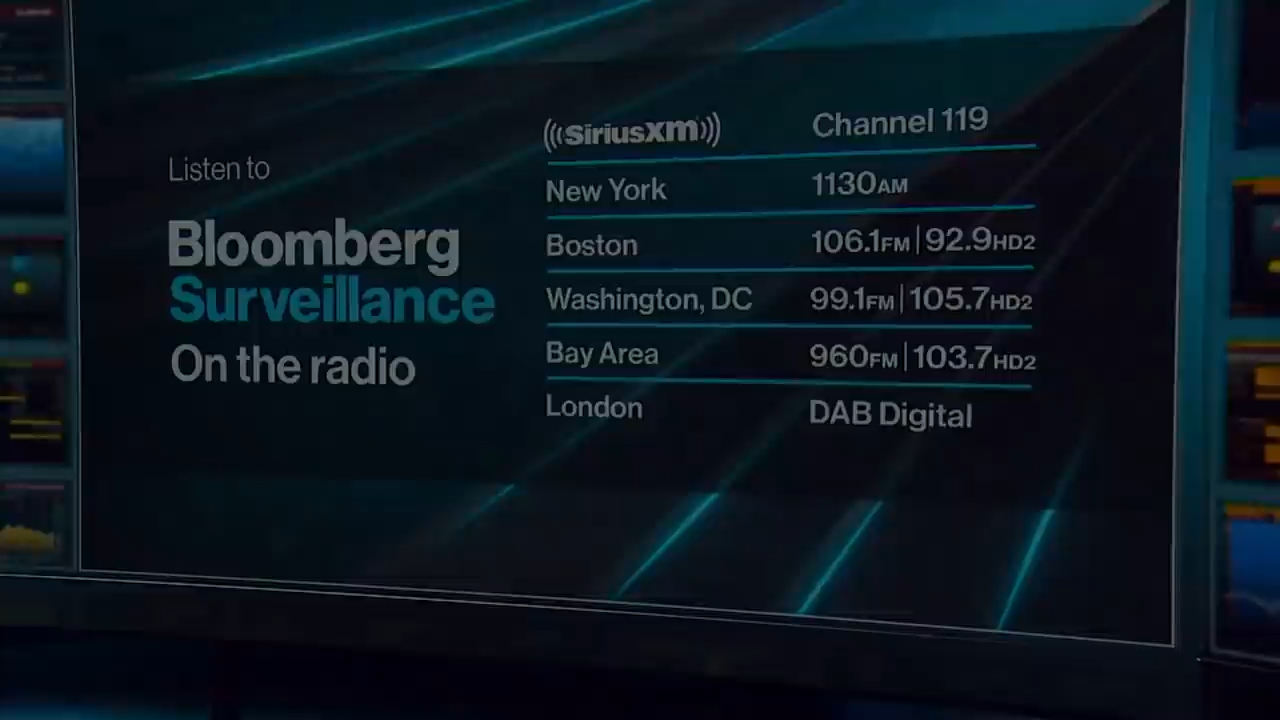 Listen to
Bloomberg
Surveillance
On the radio
((SiriusXM)) Channel 119
New York 1130AM
Boston 106.1FM|92.9HD2
Washington, DC 99.1FM|105.7HD2
Bay Area 960FM|103.7HD2
London DAB Digital